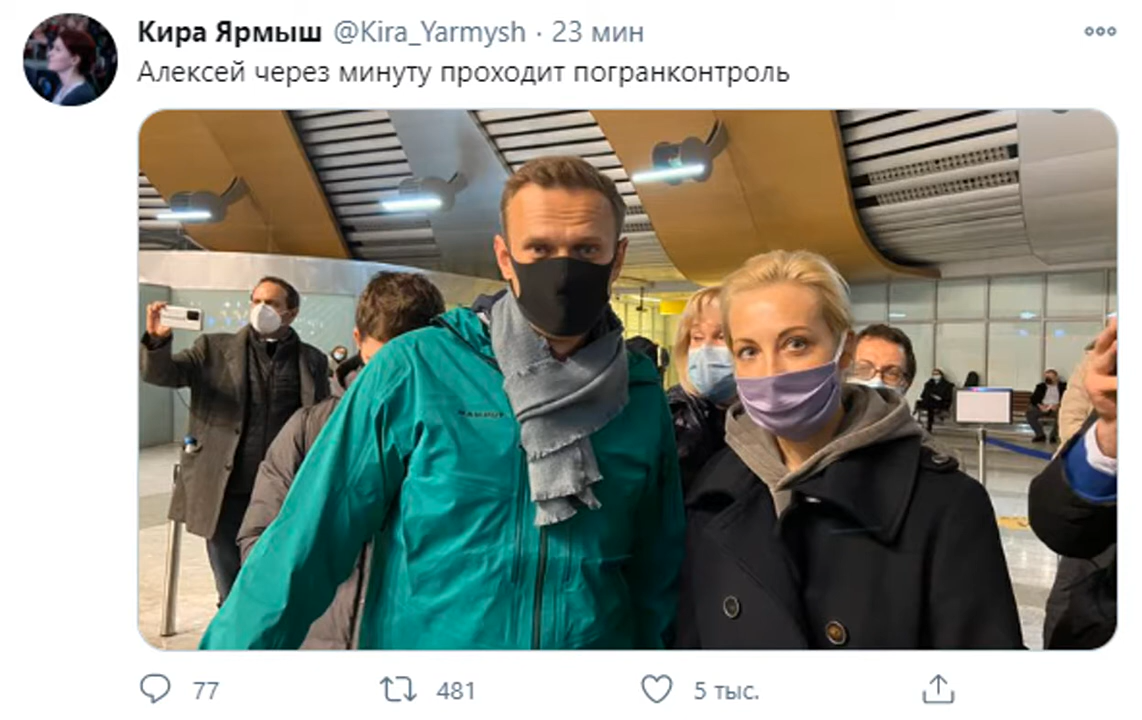 Кира Ярмыш @Kira_Yarmysh · 23 мин
Алексей через минуту проходит погранконтроль
MAMMUT
77 481 5 тыс.